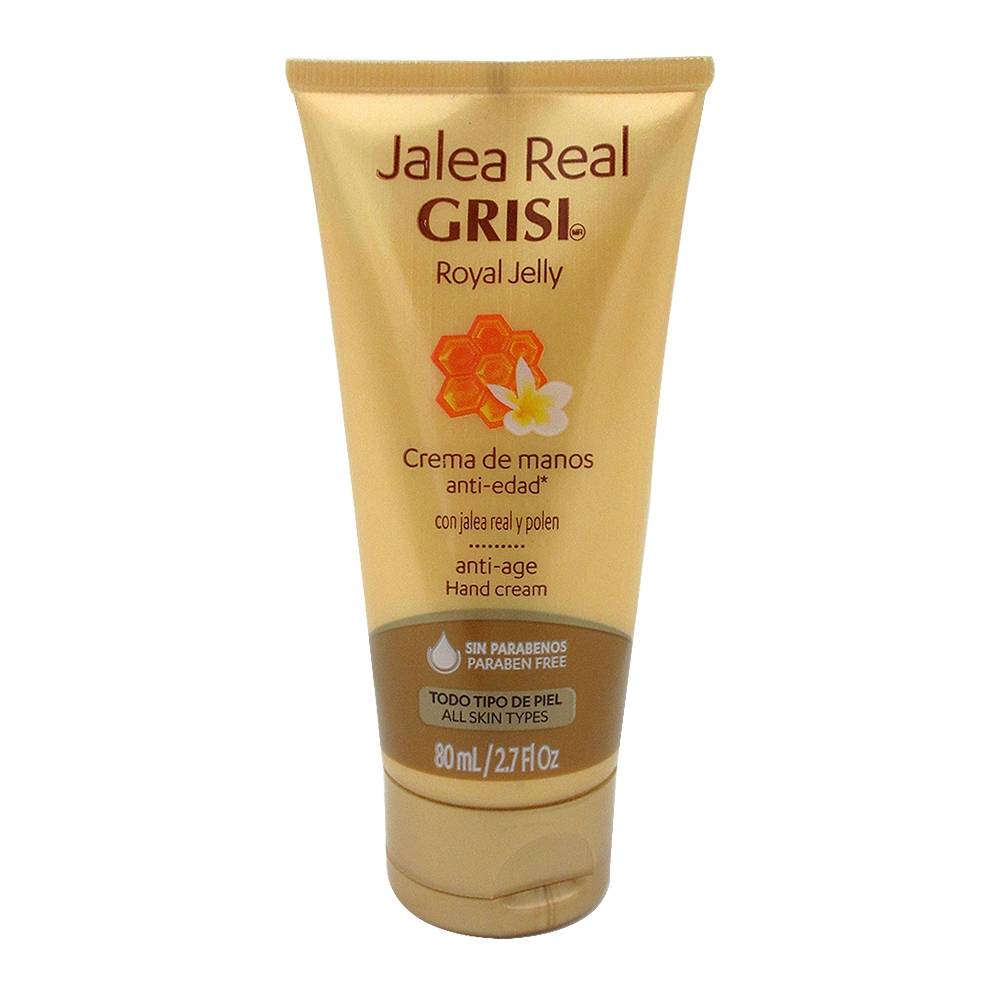 Jalea Real
GRISI MR
Royal Jelly
Crema de manos
anti-edad*
con jalea real y polen
anti-age
Hand cream
SIN PARABENOS
PARABEN FREE
TODO TIPO DE PIEL
ALL SKIN TYPES
80 mL / 2.7 Fl Oz